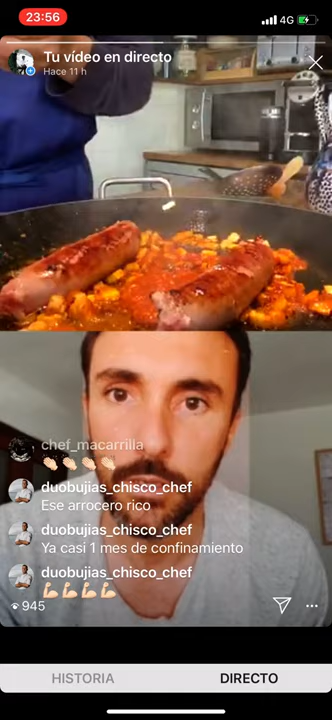 23:56
4G
Tu vídeo en directo
Hace 11 h
chef_macarrilla
👏🏻👏🏻👏🏻👏🏻
duobujias_chisco_chef
Ese arrocero rico
duobujias_chisco_chef
Ya casi 1 mes de confinamiento
duobujias_chisco_chef
💪🏻💪🏻💪🏻💪🏻
945
HISTORIA
DIRECTO